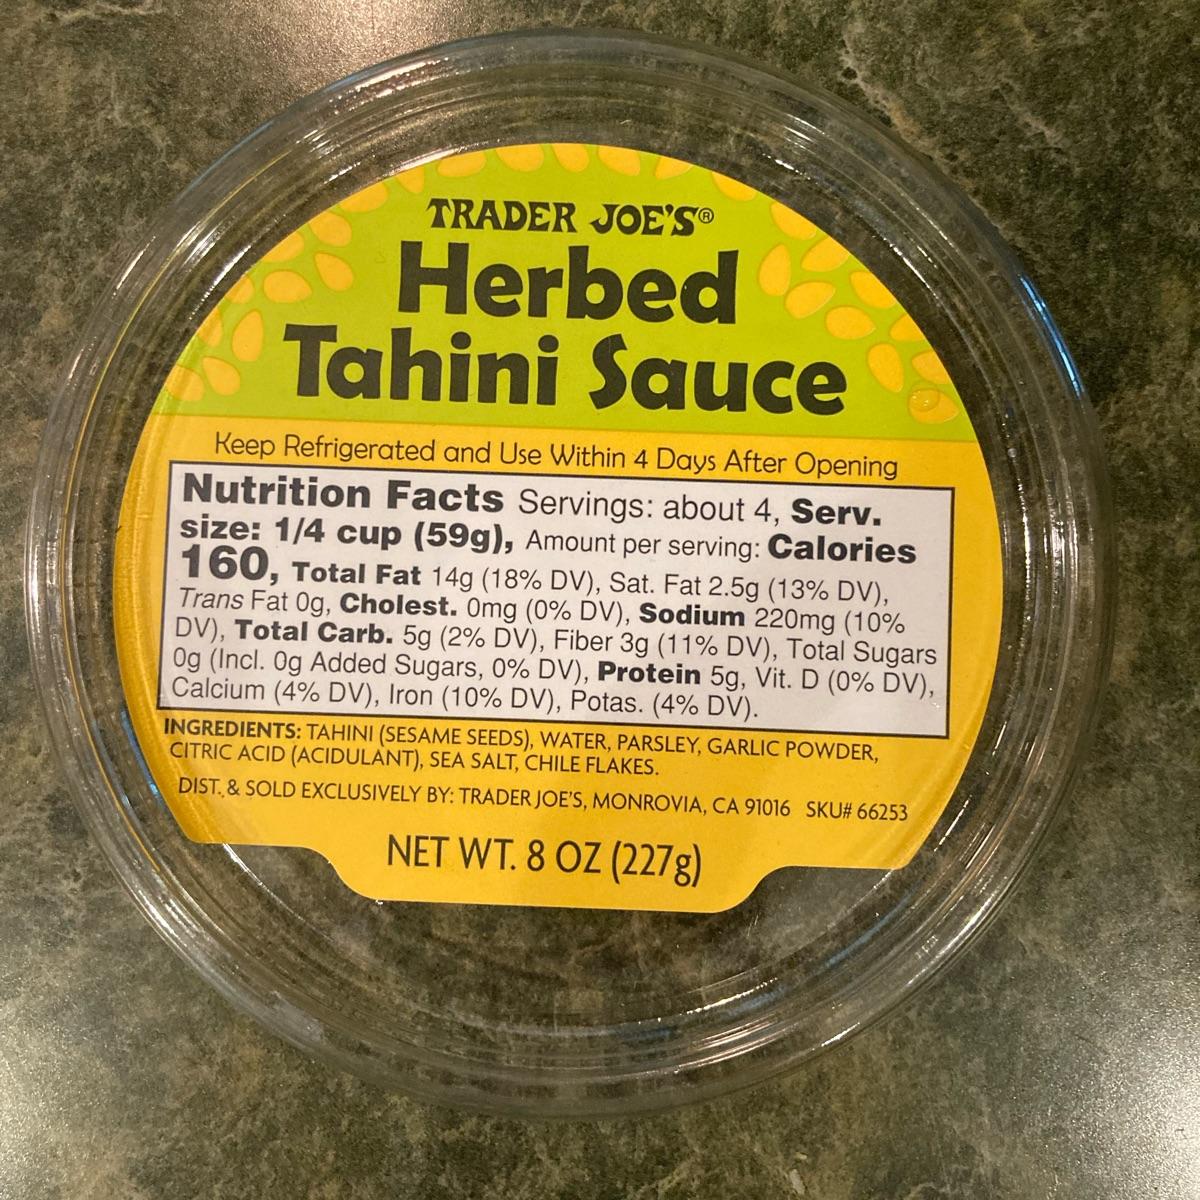 TRADER JOE'S®
Herbed
Tahini Sauce
Keep Refrigerated and Use Within 4 Days After Opening
Nutrition Facts Servings: about 4, Serv.
size: 1/4 cup (59g), Amount per serving: Calories
160, Total Fat 14g (18% DV), Sat. Fat 2.5g (13% DV),
Trans Fat 0g, Cholest. 0mg (0% DV), Sodium 220mg (10%
DV), Total Carb. 5g (2% DV), Fiber 3g (11% DV), Total Sugars
0g (Incl. 0g Added Sugars, 0% DV), Protein 5g, Vit. D (0% DV),
Calcium (4% DV), Iron (10% DV), Potas. (4% DV).
INGREDIENTS: TAHINI (SESAME SEEDS), WATER, PARSLEY, GARLIC POWDER,
CITRIC ACID (ACIDULANT), SEA SALT, CHILE FLAKES.
DIST. & SOLD EXCLUSIVELY BY: TRADER JOE'S, MONROVIA, CA 91016 SKU# 66253
NET WT. 8 OZ (227g)